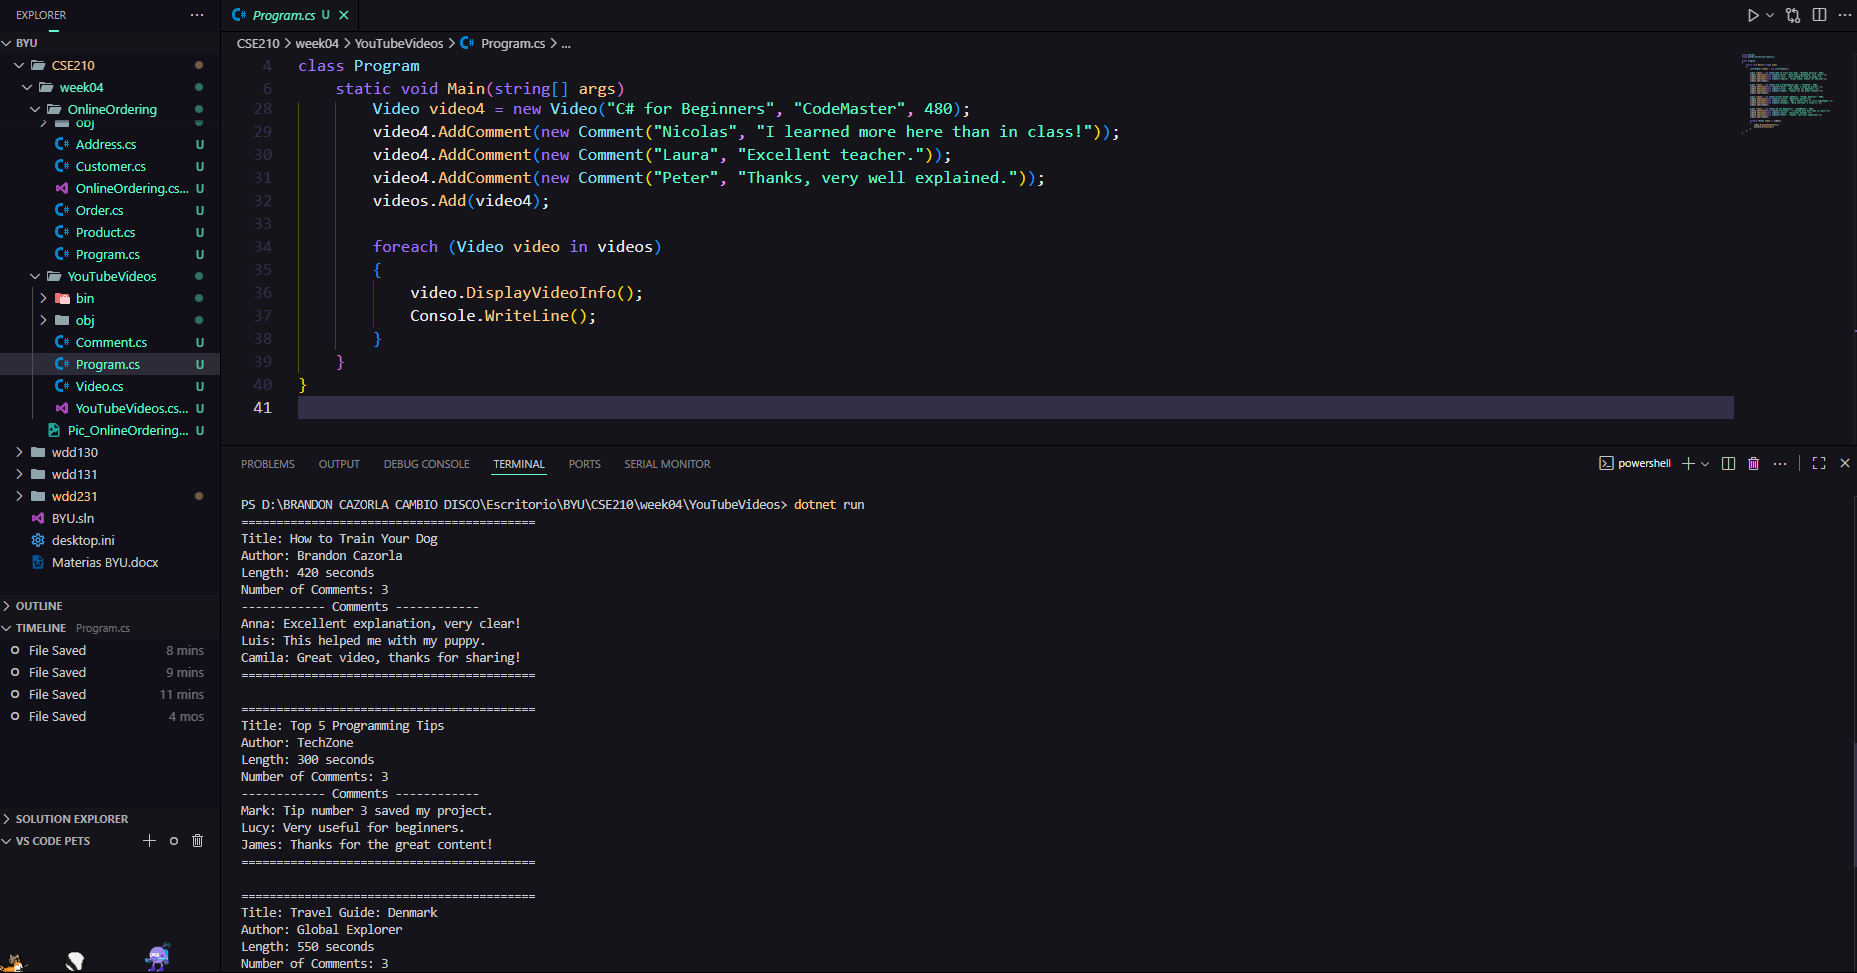 EXPLORER
BYU
CSE210
week04
OnlineOrdering
obj
Address.cs U
Customer.cs U
OnlineOrdering.cs... U
Order.cs U
Product.cs U
Program.cs U
YouTubeVideos
bin
obj
Comment.cs U
Program.cs U
Video.cs U
YouTubeVideos.cs... U
Pic_OnlineOrdering... U
wdd130
wdd131
wdd231
BYU.sln
desktop.ini
Materias BYU.docx
OUTLINE
TIMELINE Program.cs
File Saved 8 mins
File Saved 9 mins
File Saved 11 mins
File Saved 4 mos
SOLUTION EXPLORER
VS CODE PETS
Program.cs U
CSE210 > week04 > YouTubeVideos > Program.cs > ...
4 class Program
6 static void Main(string[] args)
28 Video video4 = new Video("C# for Beginners", "CodeMaster", 480);
29 video4.AddComment(new Comment("Nicolas", "I learned more here than in class!"));
30 video4.AddComment(new Comment("Laura", "Excellent teacher."));
31 video4.AddComment(new Comment("Peter", "Thanks, very well explained."));
32 videos.Add(video4);
33
34 foreach (Video video in videos)
35 {
36 video.DisplayVideoInfo();
37 Console.WriteLine();
38 }
39 }
40 }
41
PROBLEMS OUTPUT DEBUG CONSOLE TERMINAL PORTS SERIAL MONITOR
powershell
PS D:\BRANDON CAZORLA CAMBIO DISCO\Escritorio\BYU\CSE210\week04\YouTubeVideos> dotnet run
==========================================
Title: How to Train Your Dog
Author: Brandon Cazorla
Length: 420 seconds
Number of Comments: 3
------------ Comments ------------
Anna: Excellent explanation, very clear!
Luis: This helped me with my puppy.
Camila: Great video, thanks for sharing!
==========================================
==========================================
Title: Top 5 Programming Tips
Author: TechZone
Length: 300 seconds
Number of Comments: 3
------------ Comments ------------
Mark: Tip number 3 saved my project.
Lucy: Very useful for beginners.
James: Thanks for the great content!
==========================================
==========================================
Title: Travel Guide: Denmark
Author: Global Explorer
Length: 550 seconds
Number of Comments: 3